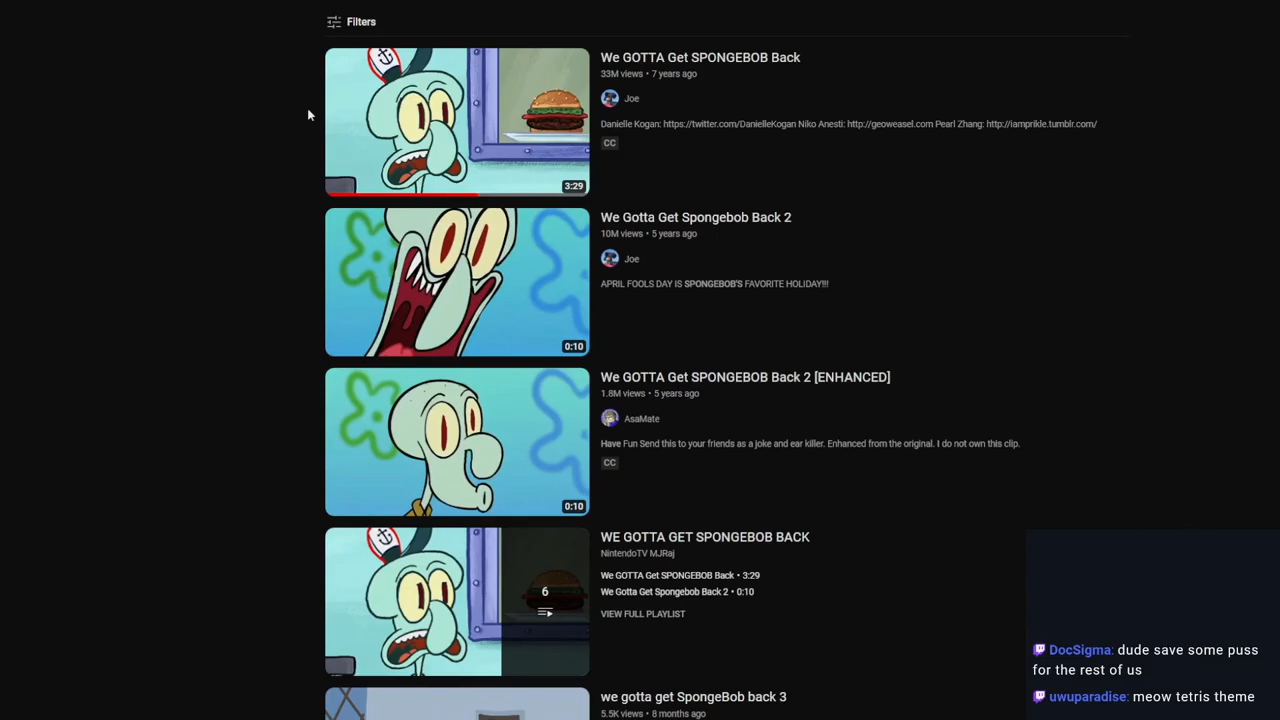 Filters
We GOTTA Get SPONGEBOB Back
33M views • 7 years ago
Joe
Danielle Kogan: https://twitter.com/DanielleKogan Niko Anesti: http://geoweasel.com Pearl Zhang: http://iamprikle.tumblr.com/
CC
3:29
We Gotta Get Spongebob Back 2
10M views • 5 years ago
Joe
APRIL FOOLS DAY IS SPONGEBOB'S FAVORITE HOLIDAY!!!
0:10
We GOTTA Get SPONGEBOB Back 2 [ENHANCED]
1.8M views • 5 years ago
AsaMate
Have Fun Send this to your friends as a joke and ear killer. Enhanced from the original. I do not own this clip.
CC
0:10
WE GOTTA GET SPONGEBOB BACK
NintendoTV MJRaj
We GOTTA Get SPONGEBOB Back • 3:29
We Gotta Get Spongebob Back 2 • 0:10
VIEW FULL PLAYLIST
6
we gotta get SpongeBob back 3
5.5K views • 8 months ago
DocSigma: dude save some puss
for the rest of us
uwuparadise: meow tetris theme